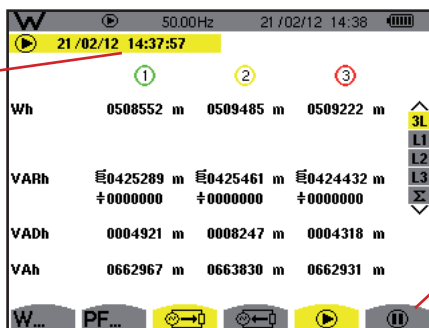 W 50.00Hz 21/02/12 14:38
21/02/12 14:37:57
1 2 3
Wh 0508552 m 0509485 m 0509222 m
3L
L1
L2
VARh 0425289 m 0425461 m 0424432 m
L3
0000000 0000000 0000000
Σ
VADh 0004921 m 0008247 m 0004318 m
VAh 0662967 m 0663830 m 0662931 m
W... PF...